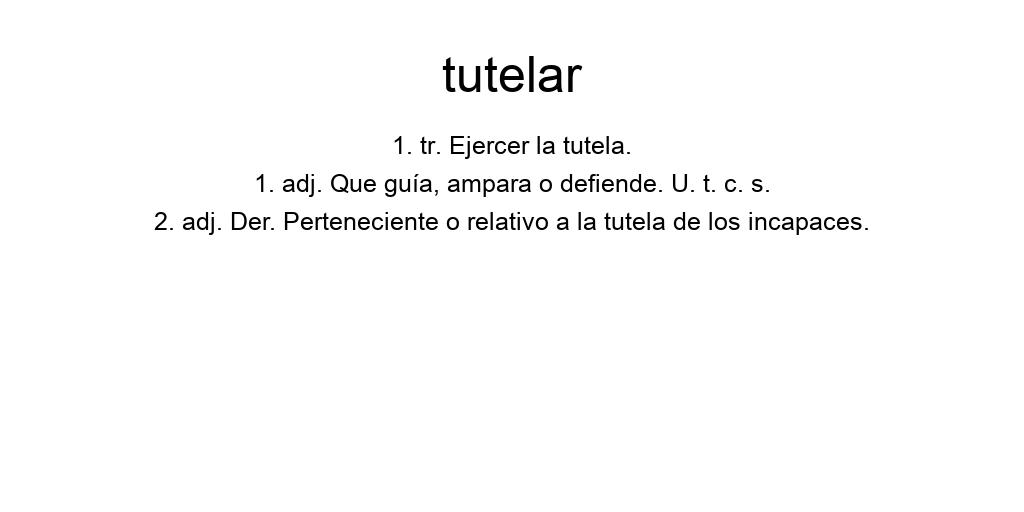 tutelar
1. tr. Ejercer la tutela.
1. adj. Que guía, ampara o defiende. U. t. c. s.
2. adj. Der. Perteneciente o relativo a la tutela de los incapaces.